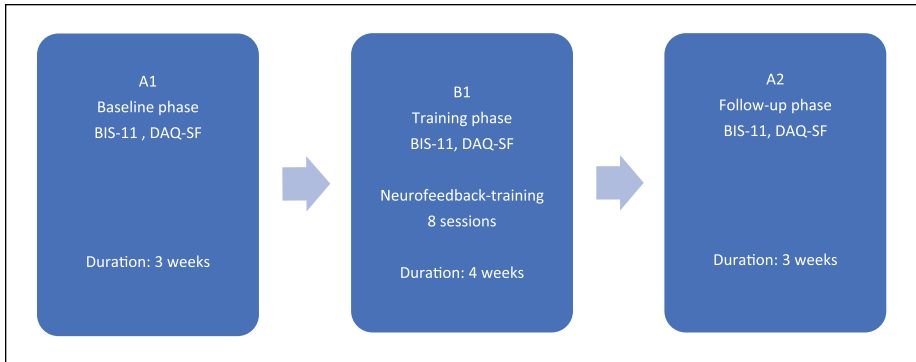 A1
Baseline phase
BIS-11 , DAQ-SF
Duration: 3 weeks
B1
Training phase
BIS-11, DAQ-SF
Neurofeedback-training
8 sessions
Duration: 4 weeks
A2
Follow-up phase
BIS-11, DAQ-SF
Duration: 3 weeks